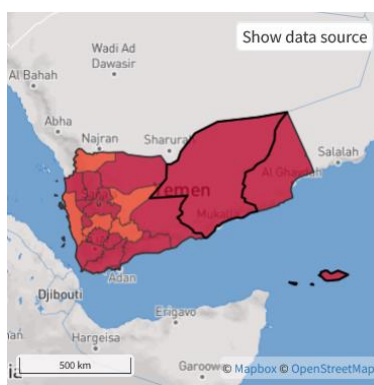 Show data source
Wadi Ad
Dawasir
Al Bahah
Abha
Najran
Sharurah
Salalah
Al Ghaydah
Yemen
Mukalla
Adan
Djibouti
Erigavo
Hargeisa
500 km
Garoowe
© Mapbox © OpenStreetMap